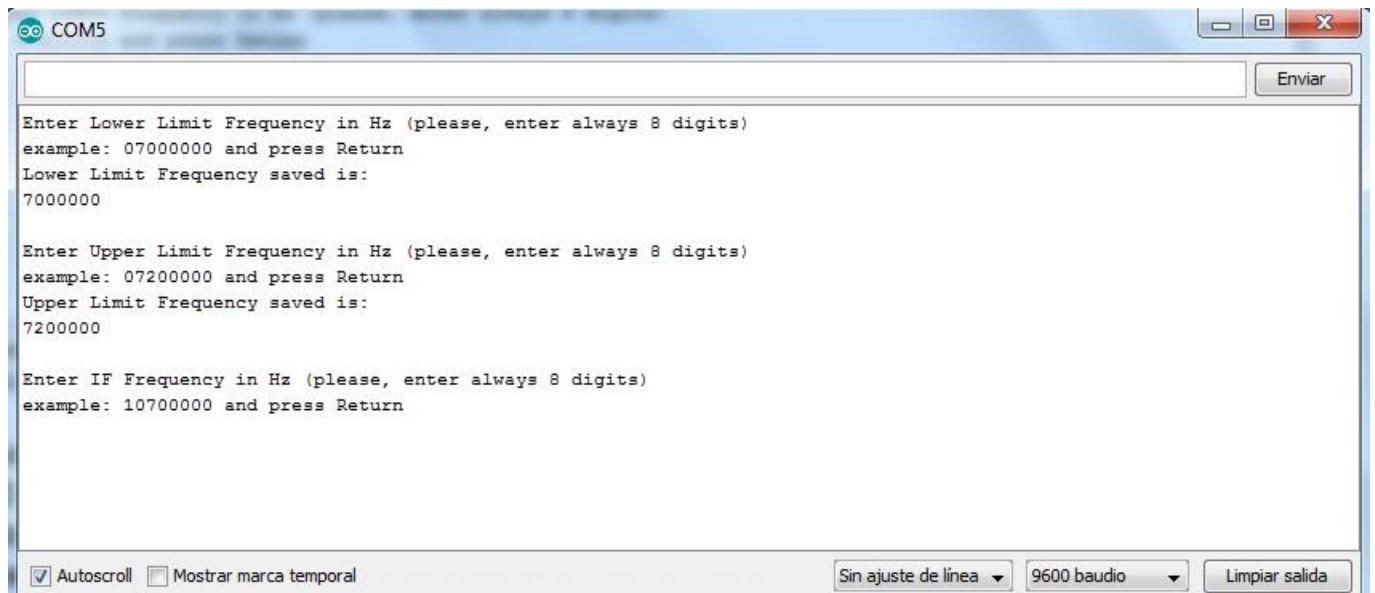 COM5
Enviar
Enter Lower Limit Frequency in Hz (please, enter always 8 digits)
example: 07000000 and press Return
Lower Limit Frequency saved is:
7000000
Enter Upper Limit Frequency in Hz (please, enter always 8 digits)
example: 07200000 and press Return
Upper Limit Frequency saved is:
7200000
Enter IF Frequency in Hz (please, enter always 8 digits)
example: 10700000 and press Return
Autoscroll Mostrar marca temporal Sin ajuste de línea 9600 baudio Limpiar salida